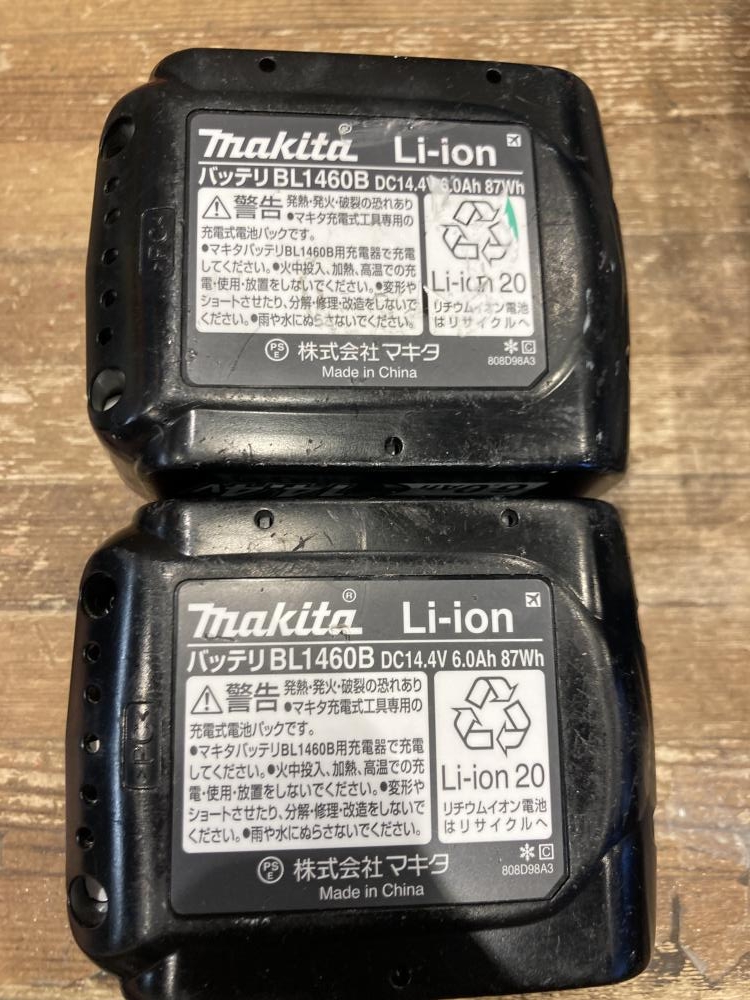 makita® Li-ion
バッテリBL1460B DC14.4V 6.0Ah 87Wh
警告 発熱・発火・破裂の恐れあり
●マキタ充電式工具専用の
充電式電池パックです。
●マキタバッテリBL1460B用充電器で充電
してください。●火中投入、加熱、高温での充
電・使用・放置をしないでください。●変形や
ショートさせたり、分解・修理・改造をしないで
ください。●雨や水にぬらさないでください。
Li-ion 20
リチウムイオン電池
はリサイクルへ
PSE 株式会社マキタ
Made in China
C
808D98A3
>PC<
6.0Ah 14.4V
makita® Li-ion
バッテリBL1460B DC14.4V 6.0Ah 87Wh
警告 発熱・発火・破裂の恐れあり
●マキタ充電式工具専用の
充電式電池パックです。
●マキタバッテリBL1460B用充電器で充電
してください。●火中投入、加熱、高温での充
電・使用・放置をしないでください。●変形や
ショートさせたり、分解・修理・改造をしないで
ください。●雨や水にぬらさないでください。
Li-ion 20
リチウムイオン電池
はリサイクルへ
PSE 株式会社マキタ
Made in China
C
808D98A3
>PC<